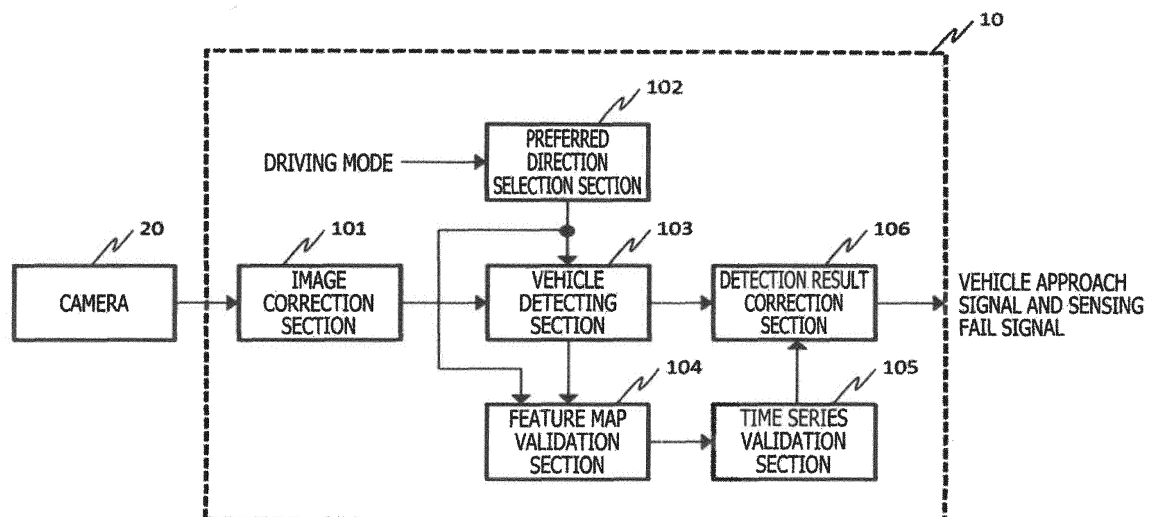 10
102
PREFERRED
DIRECTION
SELECTION SECTION
DRIVING MODE
20
101
103
106
CAMERA
IMAGE
CORRECTION
SECTION
VEHICLE
DETECTING
SECTION
DETECTION RESULT
CORRECTION
SECTION
VEHICLE APPROACH
SIGNAL AND SENSING
FAIL SIGNAL
104
105
FEATURE MAP
VALIDATION
SECTION
TIME SERIES
VALIDATION
SECTION